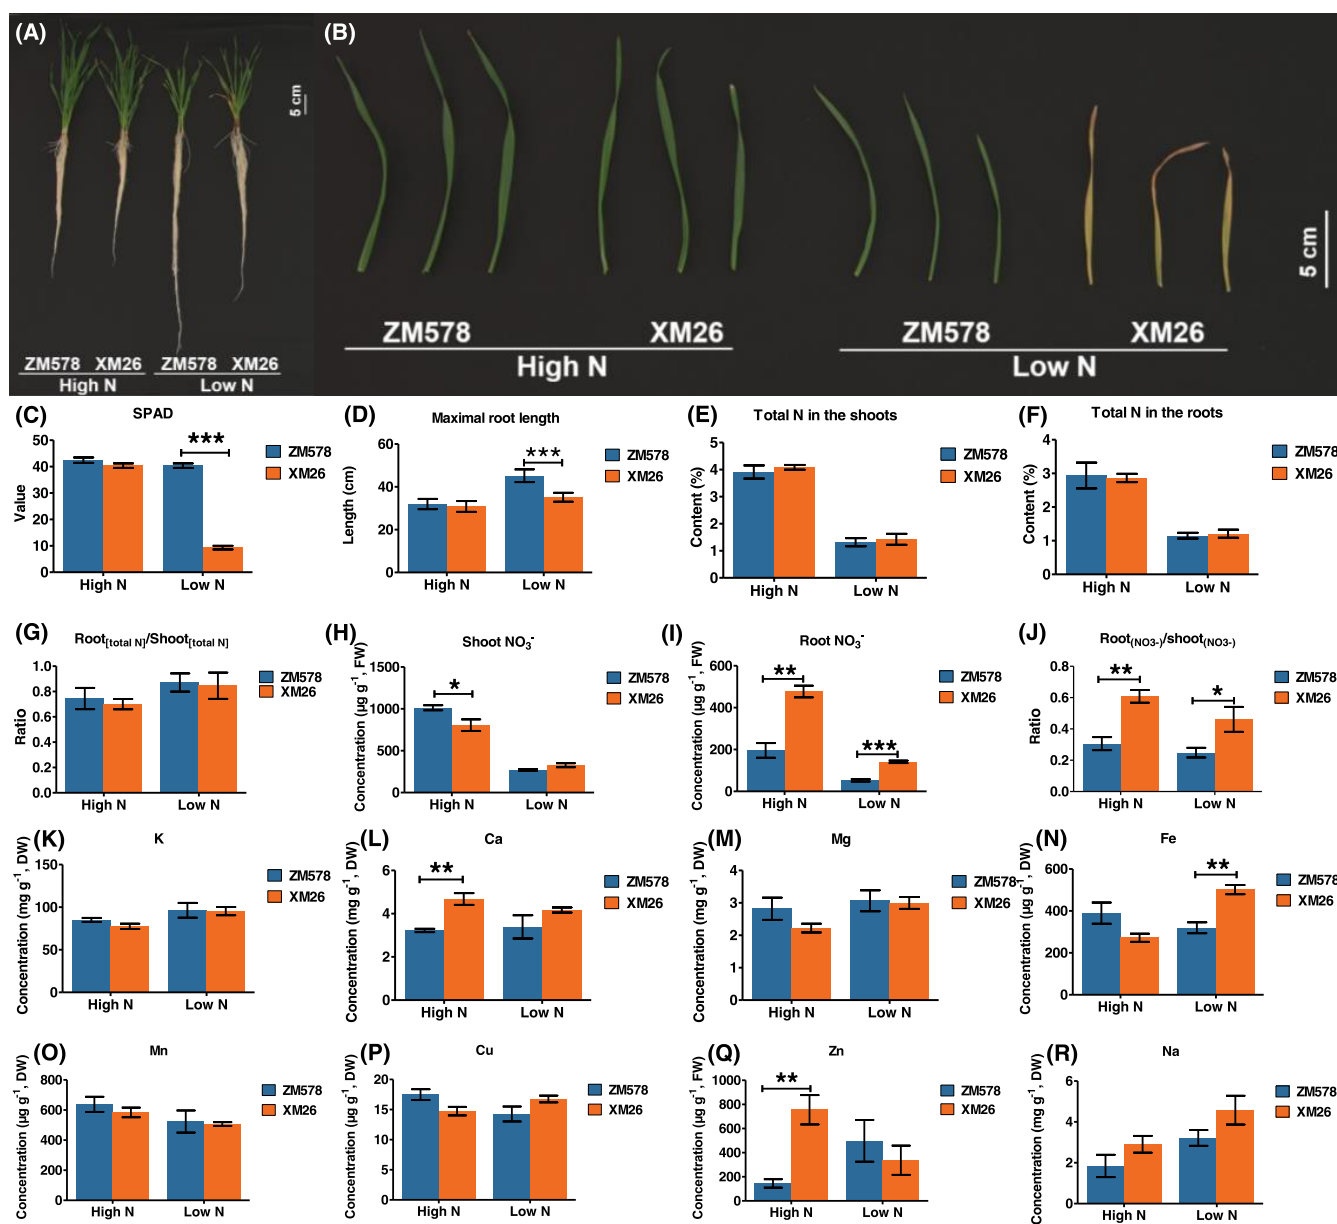 (A)
5 cm
ZM578 XM26 ZM578 XM26
High N Low N
(B)
5 cm
ZM578 XM26 ZM578 XM26
High N Low N
(C)
SPAD
Value
50
40
30
20
10
0
***
High N Low N
ZM578
XM26
(D)
Maximal root length
Length (cm)
60
40
20
0
***
High N Low N
ZM578
XM26
(E)
Total N in the shoots
Content (%)
5
4
3
2
1
0
High N Low N
ZM578
XM26
(F)
Total N in the roots
Content (%)
4
3
2
1
0
High N Low N
ZM578
XM26
(G)
Root[total N]/Shoot[total N]
Ratio
1.0
0.8
0.6
0.4
0.2
0.0
High N Low N
ZM578
XM26
(H)
Shoot NO3-
Concentration (µg g-1, FW)
1500
1000
500
0
*
High N Low N
ZM578
XM26
(I)
Root NO3-
Concentration (µg g-1, FW)
600
400
200
0
**
***
High N Low N
ZM578
XM26
(J)
Root(NO3-)/shoot(NO3-)
Ratio
0.8
0.6
0.4
0.2
0.0
**
*
High N Low N
ZM578
XM26
(K)
K
Concentration (mg g-1, DW)
150
100
50
0
High N Low N
ZM578
XM26
(L)
Ca
Concentration (mg g-1, DW)
6
4
2
0
**
High N Low N
ZM578
XM26
(M)
Mg
Concentration (mg g-1, DW)
4
3
2
1
0
High N Low N
ZM578
XM26
(N)
Fe
Concentration (µg g-1, DW)
600
400
200
0
**
High N Low N
ZM578
XM26
(O)
Mn
Concentration (µg g-1, DW)
800
600
400
200
0
High N Low N
ZM578
XM26
(P)
Cu
Concentration (µg g-1, DW)
20
15
10
5
0
High N Low N
ZM578
XM26
(Q)
Zn
Concentration (µg g-1, FW)
1000
800
600
400
200
0
**
High N Low N
ZM578
XM26
(R)
Na
Concentration (mg g-1, DW)
6
4
2
0
High N Low N
ZM578
XM26